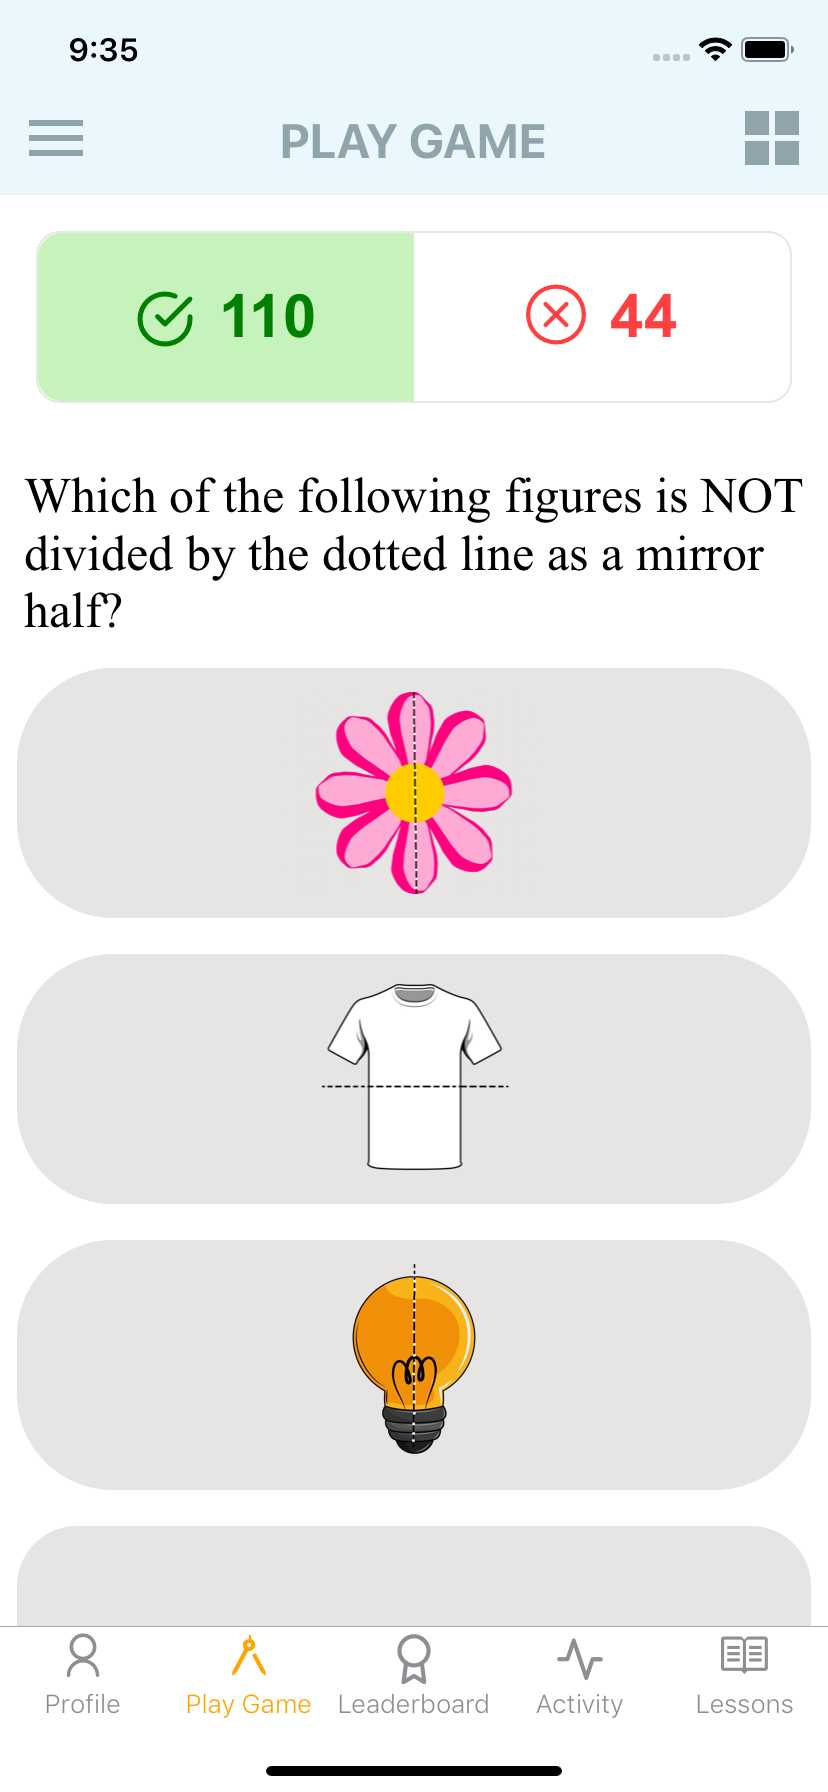 9:35
PLAY GAME
110
44
Which of the following figures is NOT
divided by the dotted line as a mirror
half?
Profile
Play Game
Leaderboard
Activity
Lessons